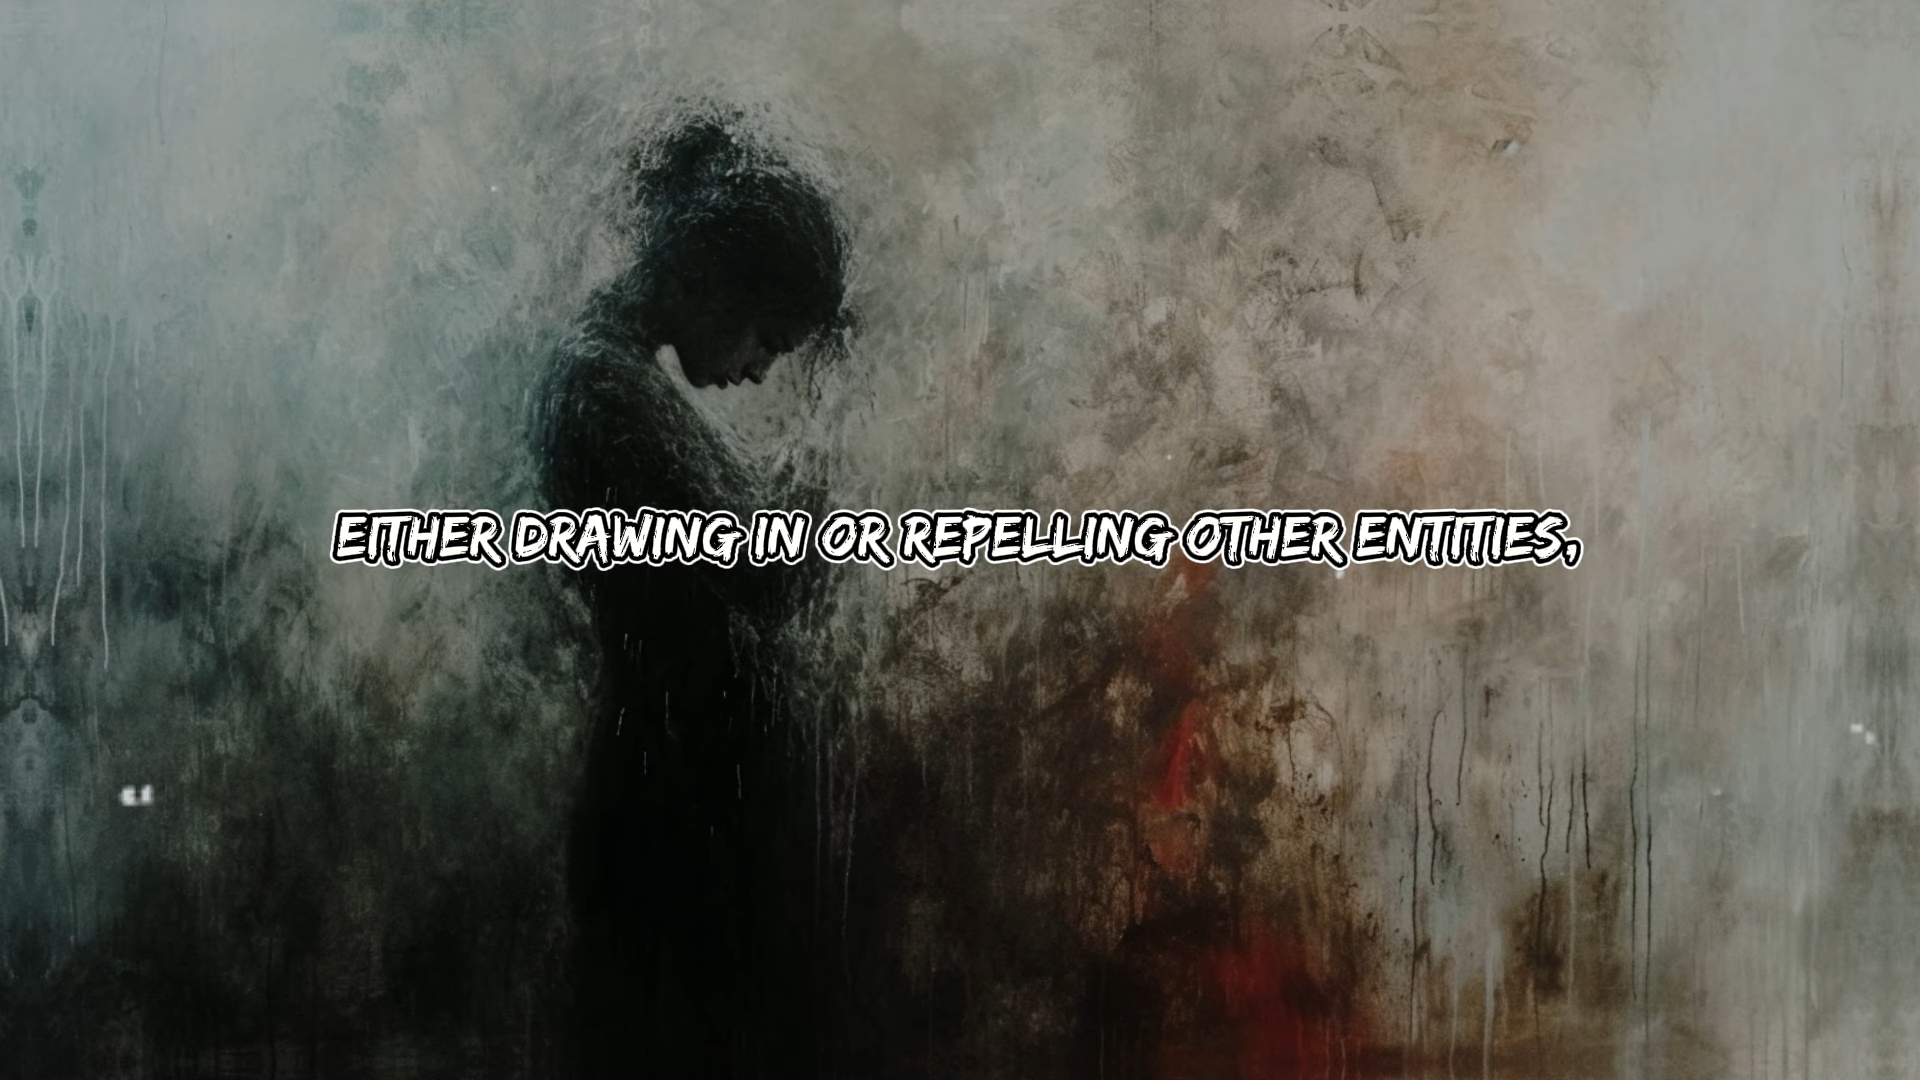 EITHER DRAWING IN OR REPELLING OTHER ENTITIES,